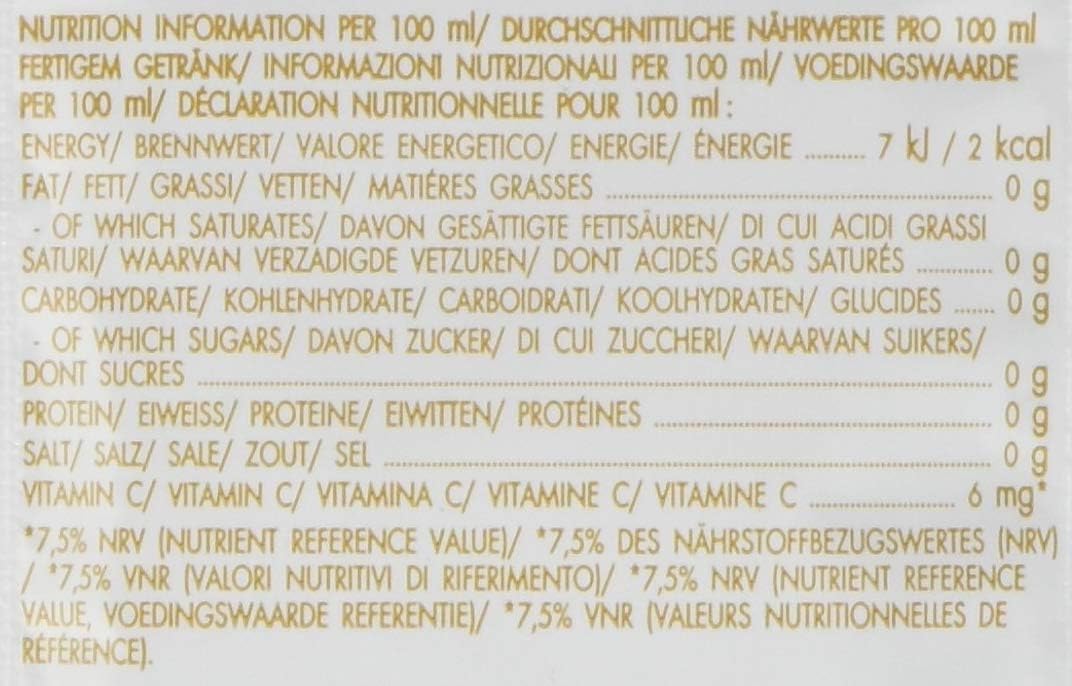 NUTRITION INFORMATION PER 100 ml/ DURCHSCHNITTLICHE NÄHRWERTE PRO 100 ml
FERTIGEM GETRÄNK/ INFORMAZIONI NUTRIZIONALI PER 100 ml/ VOEDINGSWAARDE
PER 100 ml/ DÉCLARATION NUTRITIONNELLE POUR 100 ml :
ENERGY/ BRENNWERT/ VALORE ENERGETICO/ ENERGIE/ ÉNERGIE .......... 7 kJ / 2 kcal
FAT/ FETT/ GRASSI/ VETTEN/ MATIÉRES GRASSES .......... 0 g
- OF WHICH SATURATES/ DAVON GESÄTTIGTE FETTSÄUREN/ DI CUI ACIDI GRASSI
SATURI/ WAARVAN VERZADIGDE VETZUREN/ DONT ACIDES GRAS SATURÉS .......... 0 g
CARBOHYDRATE/ KOHLENHYDRATE/ CARBOIDRATI/ KOOLHYDRATEN/ GLUCIDES ....... 0 g
- OF WHICH SUGARS/ DAVON ZUCKER/ DI CUI ZUCCHERI/ WAARVAN SUIKERS/
DONT SUCRES .......... 0 g
PROTEIN/ EIWEISS/ PROTEINE/ EIWITTEN/ PROTÉINES .......... 0 g
SALT/ SALZ/ SALE/ ZOUT/ SEL .......... 0 g
VITAMIN C/ VITAMIN C/ VITAMINA C/ VITAMINE C/ VITAMINE C .......... 6 mg*
*7,5% NRV (NUTRIENT REFERENCE VALUE)/ *7,5% DES NÄHRSTOFFBEZUGSWERTES (NRV)
/ *7,5% VNR (VALORI NUTRITIVI DI RIFERIMENTO)/ *7,5% NRV (NUTRIENT REFERENCE
VALUE, VOEDINGSWAARDE REFERENTIE)/ *7,5% VNR (VALEURS NUTRITIONNELLES DE
RÉFÉRENCE).